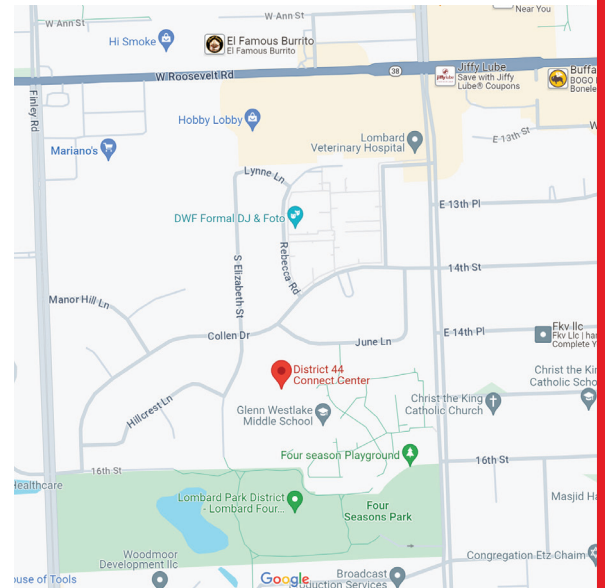 Near You
W Ann St
W Ann St
Hi Smoke
El Famous Burrito
El Famous Burrito
W Roosevelt Rd
38
Jiffy Lube
Save with Jiffy
Lube® Coupons
Buffa
BOGO
Bonele
Finley Rd
Hobby Lobby
Lombard
Veterinary Hospital
E 13th St
W
Mariano's
Lynne Ln
E 13th Pl
DWF Formal DJ & Foto
Rebecca Rd
S Elizabeth St
14th St
Manor Hill Ln
Collen Dr
June Ln
E 14th Pl
Fkv llc
Fkv Llc | har
Complete Y
District 44
Connect Center
Christ the Kin
Catholic Scho
Hillcrest Ln
Glenn Westlake
Middle School
Christ the King
Catholic Church
Four season Playground
16th St
16th St
Healthcare
Lombard Park District
- Lombard Four...
Four
Seasons Park
Masjid Ha
Woodmoor
Development llc
Congregation Etz Chaim
use of Tools
Google
Broadcast
duction Services